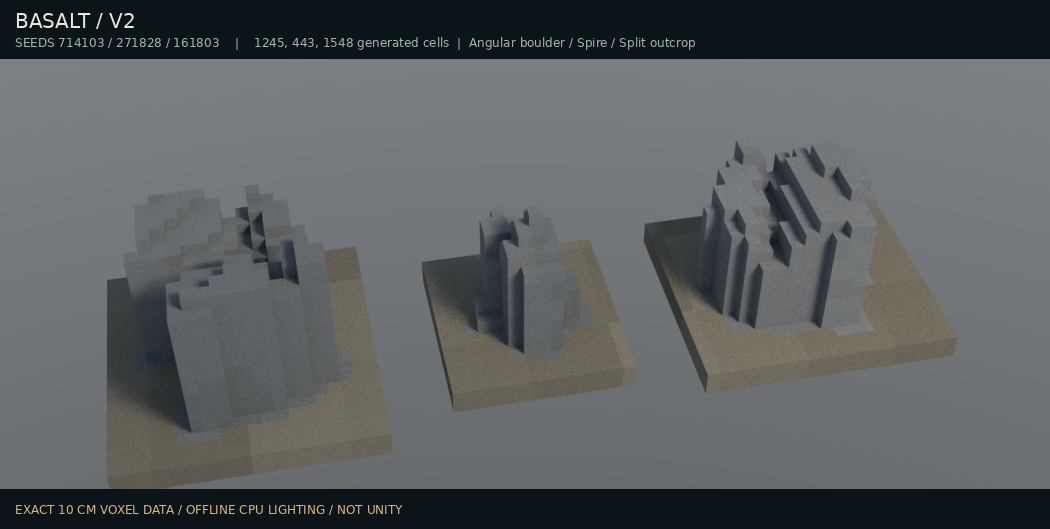 BASALT / V2
SEEDS 714103 / 271828 / 161803 | 1245, 443, 1548 generated cells | Angular boulder / Spire / Split outcrop
EXACT 10 CM VOXEL DATA / OFFLINE CPU LIGHTING / NOT UNITY